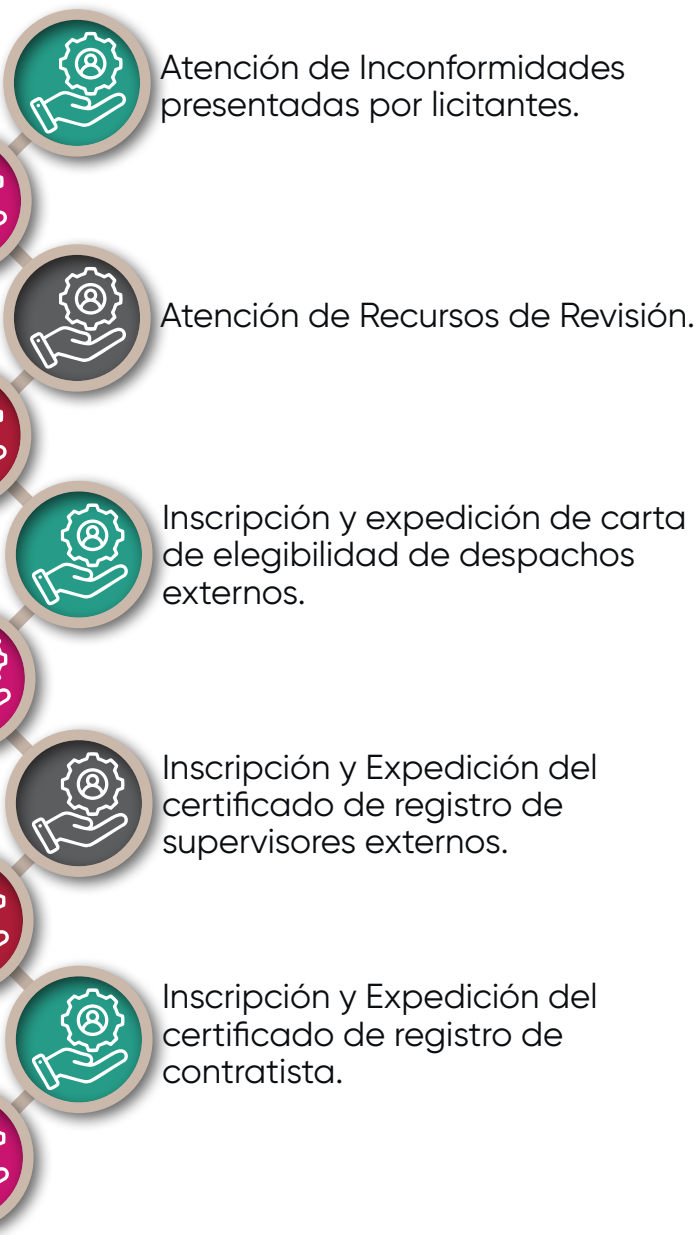 Atención de Inconformidades
presentadas por licitantes.
Atención de Recursos de Revisión.
Inscripción y expedición de carta
de elegibilidad de despachos
externos.
Inscripción y Expedición del
certificado de registro de
supervisores externos.
Inscripción y Expedición del
certificado de registro de
contratista.